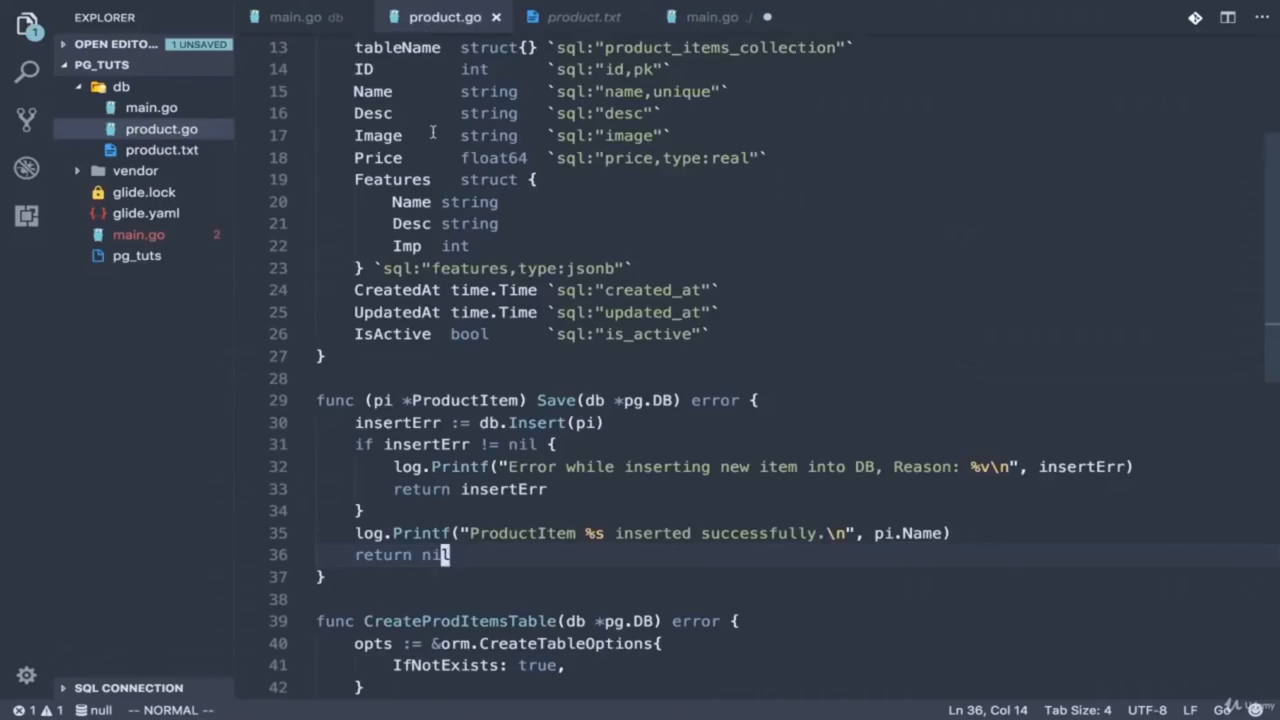 EXPLORER
main.go db
product.go ×
product.txt
main.go ./ ●
1
OPEN EDITO... 1 UNSAVED
PG_TUTS
db
main.go
product.go
product.txt
vendor
glide.lock
glide.yaml
main.go 2
pg_tuts
13 tableName struct{} `sql:"product_items_collection"`
14 ID int `sql:"id,pk"`
15 Name string `sql:"name,unique"`
16 Desc string `sql:"desc"`
17 Image string `sql:"image"`
18 Price float64 `sql:"price,type:real"`
19 Features struct {
20 Name string
21 Desc string
22 Imp int
23 } `sql:"features,type:jsonb"`
24 CreatedAt time.Time `sql:"created_at"`
25 UpdatedAt time.Time `sql:"updated_at"`
26 IsActive bool `sql:"is_active"`
27 }
28
29 func (pi *ProductItem) Save(db *pg.DB) error {
30 insertErr := db.Insert(pi)
31 if insertErr != nil {
32 log.Printf("Error while inserting new item into DB, Reason: %v\n", insertErr)
33 return insertErr
34 }
35 log.Printf("ProductItem %s inserted successfully.\n", pi.Name)
36 return nil
37 }
38
39 func CreateProdItemsTable(db *pg.DB) error {
40 opts := &orm.CreateTableOptions{
41 IfNotExists: true,
42 }
SQL CONNECTION
1 1 null -- NORMAL -- Ln 36, Col 14 Tab Size: 4 UTF-8 LF Go
Udemy